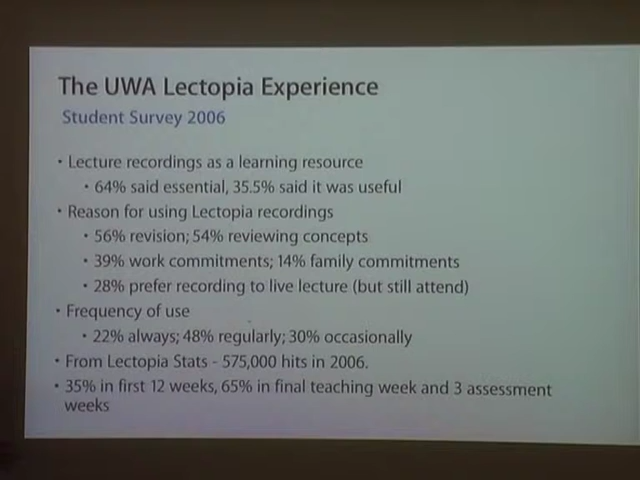 The UWA Lectopia Experience
Student Survey 2006
• Lecture recordings as a learning resource
• 64% said essential, 35.5% said it was useful
• Reason for using Lectopia recordings
• 56% revision; 54% reviewing concepts
• 39% work commitments; 14% family commitments
• 28% prefer recording to live lecture (but still attend)
• Frequency of use
• 22% always; 48% regularly; 30% occasionally
• From Lectopia Stats - 575,000 hits in 2006.
• 35% in first 12 weeks, 65% in final teaching week and 3 assessment
weeks